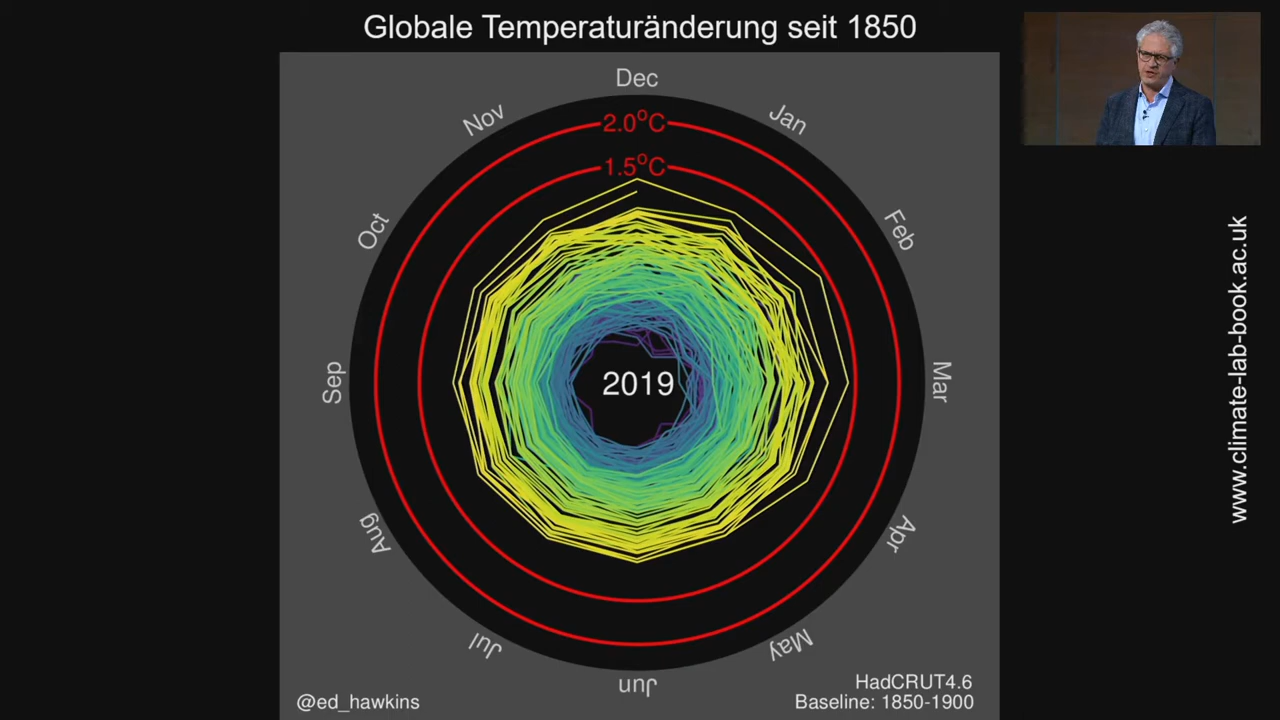 Globale Temperaturänderung seit 1850
Dec
Nov
Jan
2.0°C
1.5°C
Oct
Feb
Sep
2019
Mar
www.climate-lab-book.ac.uk
Aug
Apr
Jul
May
Jun
HadCRUT4.6
@ed_hawkins
Baseline: 1850-1900